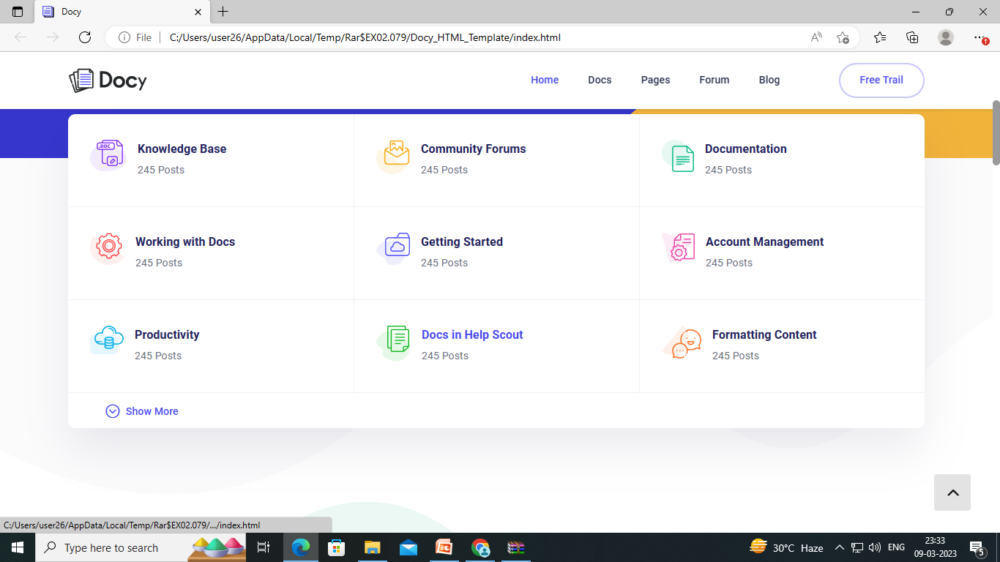 Docy
File
C:/Users/user26/AppData/Local/Temp/Rar$EX02.079/Docy_HTML_Template/index.html
Docy
Home Docs Pages Forum Blog Free Trail
Knowledge Base
245 Posts
Community Forums
245 Posts
Documentation
245 Posts
Working with Docs
245 Posts
Getting Started
245 Posts
Account Management
245 Posts
Productivity
245 Posts
Docs in Help Scout
245 Posts
Formatting Content
245 Posts
Show More
C:/Users/user26/AppData/Local/Temp/Rar$EX02.079/.../index.html
Type here to search
30°C Haze
ENG
23:33
09-03-2023
5